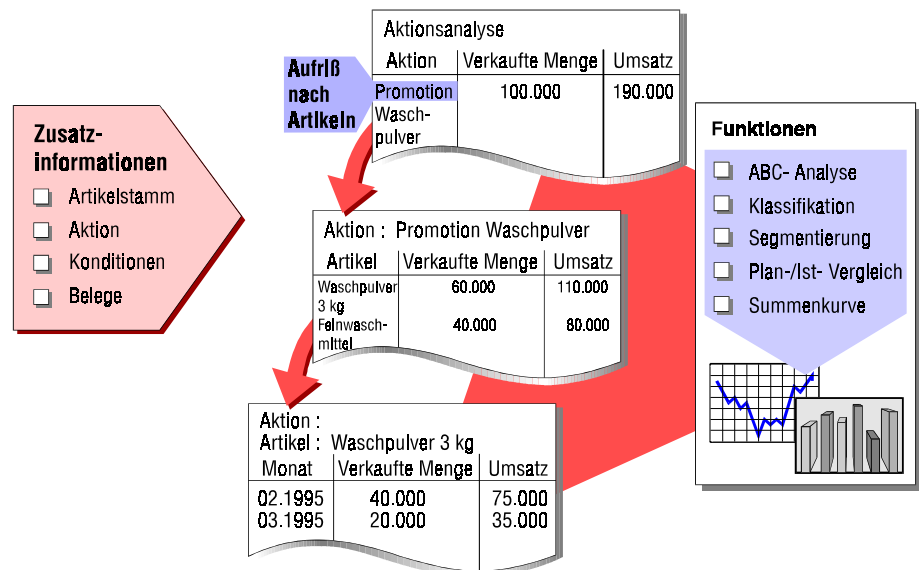 Zusatz-
informationen
Artikelstamm
Aktion
Konditionen
Belege
Aufriß
nach
Artikeln
Aktionsanalyse
Aktion Verkaufte Menge Umsatz
Promotion 100.000 190.000
Wasch-
pulver
Aktion : Promotion Waschpulver
Artikel Verkaufte Menge Umsatz
Waschpulver 60.000 110.000
3 kg
Feinwasch- 40.000 80.000
mittel
Aktion :
Artikel : Waschpulver 3 kg
Monat Verkaufte Menge Umsatz
02.1995 40.000 75.000
03.1995 20.000 35.000
Funktionen
ABC- Analyse
Klassifikation
Segmentierung
Plan-/Ist- Vergleich
Summenkurve